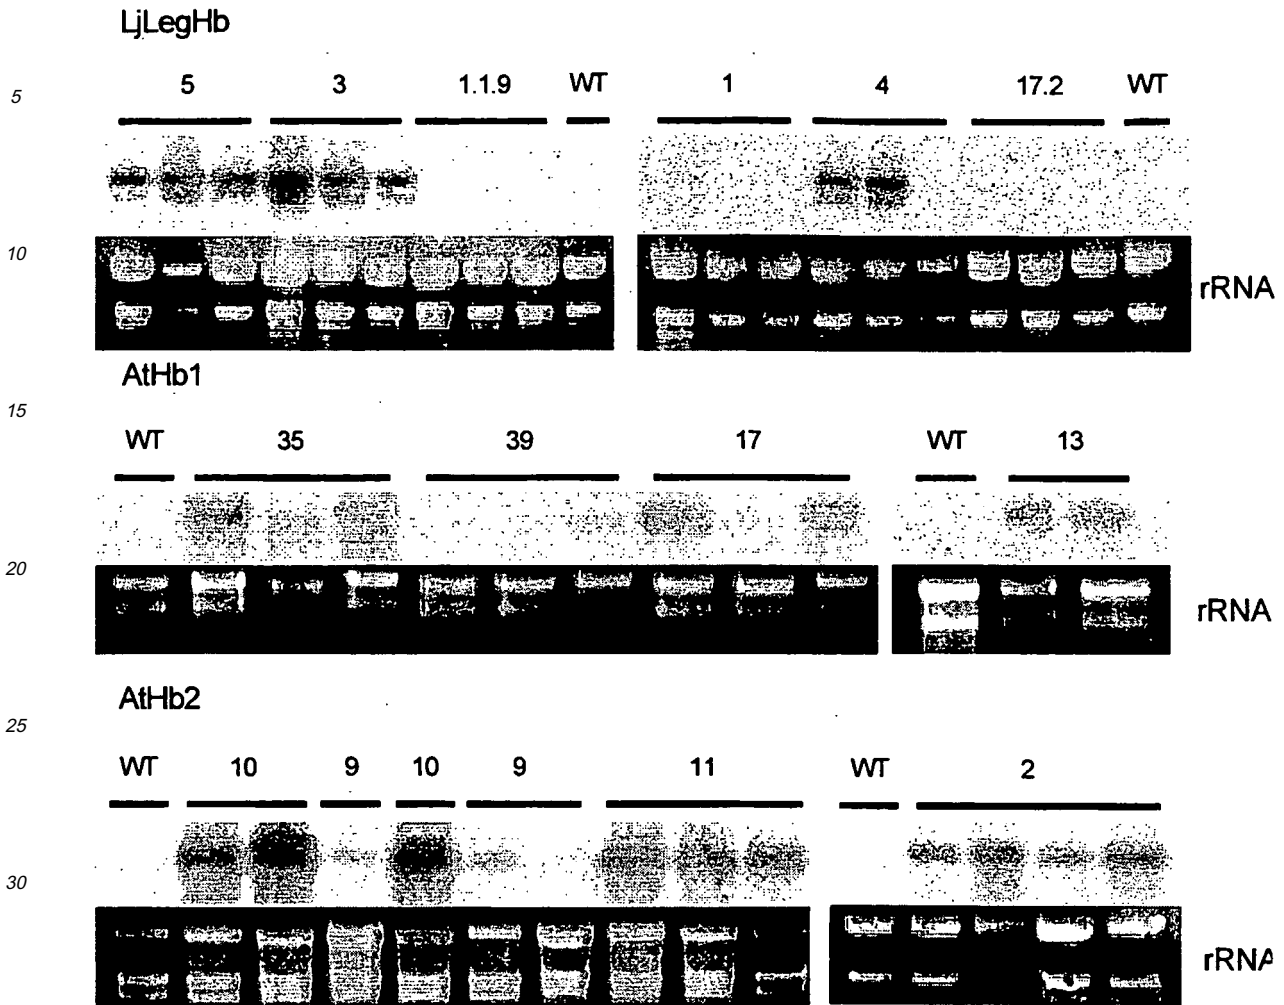 LjLegHb
5 3 1.1.9 WT 1 4 17.2 WT
5
10
rRNA
AtHb1
15
WT 35 39 17 WT 13
20
rRNA
AtHb2
25
WT 10 9 10 9 11 WT 2
30
rRNA